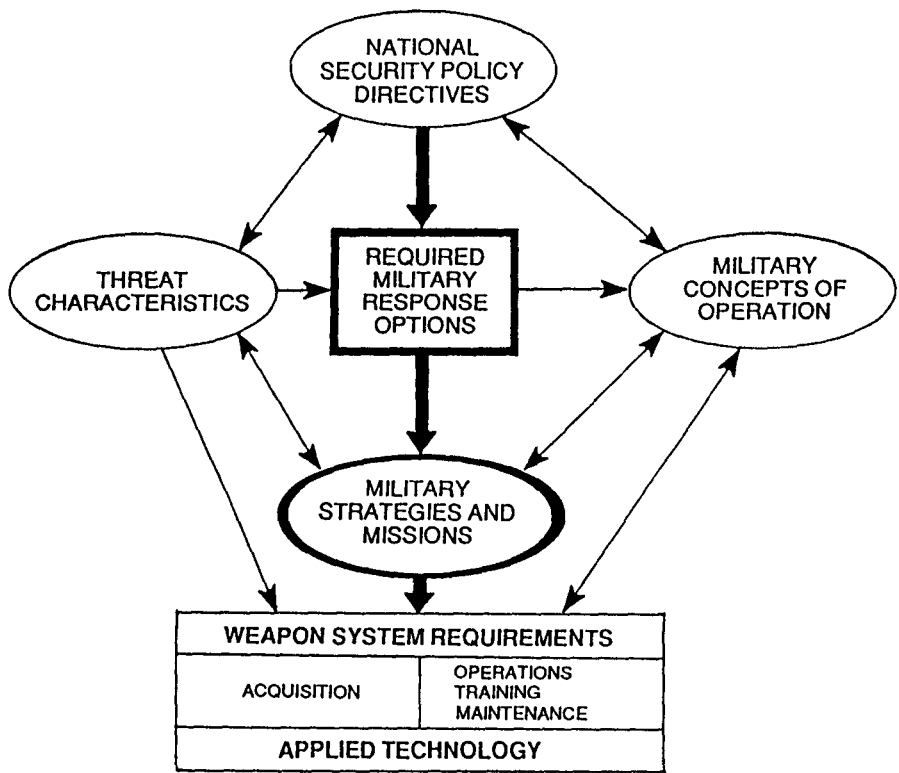 NATIONAL
SECURITY POLICY
DIRECTIVES
THREAT
CHARACTERISTICS
REQUIRED
MILITARY
RESPONSE
OPTIONS
MILITARY
CONCEPTS OF
OPERATION
MILITARY
STRATEGIES AND
MISSIONS
WEAPON SYSTEM REQUIREMENTS
ACQUISITION
OPERATIONS
TRAINING
MAINTENANCE
APPLIED TECHNOLOGY